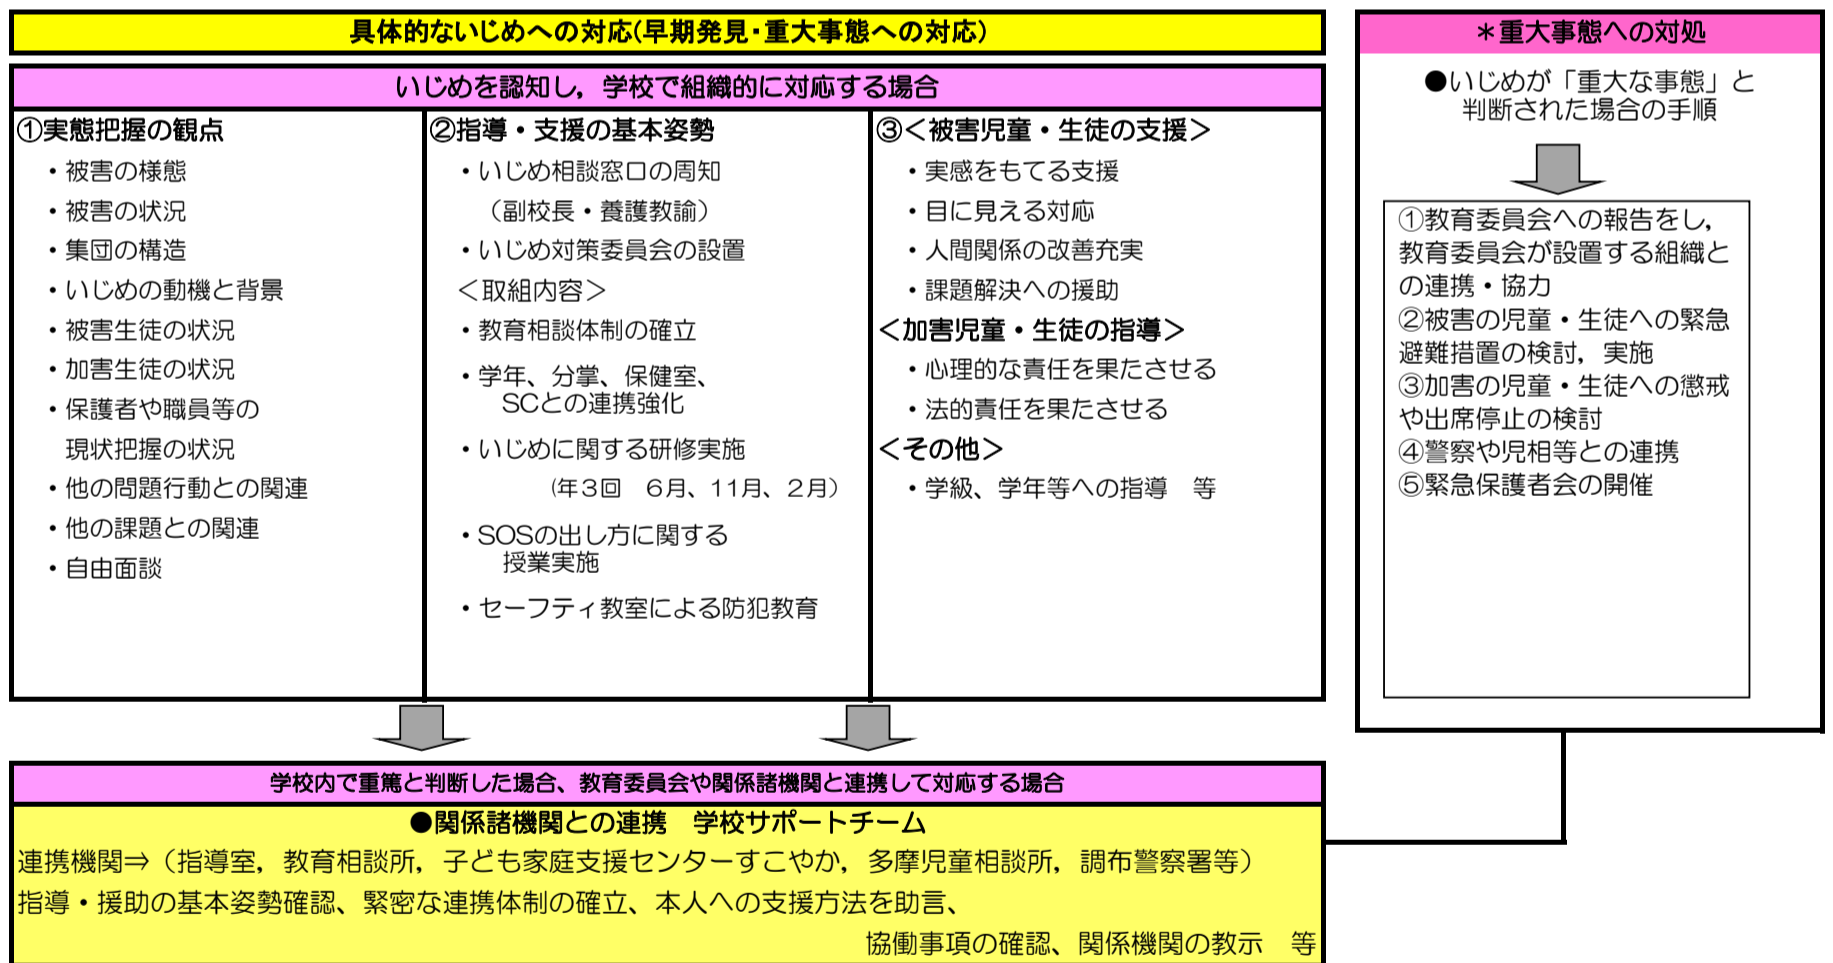 具体的ないじめへの対応(早期発見・重大事態への対応)
いじめを認知し，学校で組織的に対応する場合
①実態把握の観点
・被害の様態
・被害の状況
・集団の構造
・いじめの動機と背景
・被害生徒の状況
・加害生徒の状況
・保護者や職員等の
現状把握の状況
・他の問題行動との関連
・他の課題との関連
・自由面談
②指導・支援の基本姿勢
・いじめ相談窓口の周知
（副校長・養護教諭）
・いじめ対策委員会の設置
＜取組内容＞
・教育相談体制の確立
・学年、分掌、保健室、
SCとの連携強化
・いじめに関する研修実施
(年３回　６月、11月、２月）
・SOSの出し方に関する
授業実施
・セーフティ教室による防犯教育
③＜被害児童・生徒の支援＞
・実感をもてる支援
・目に見える対応
・人間関係の改善充実
・課題解決への援助
＜加害児童・生徒の指導＞
・心理的な責任を果たさせる
・法的責任を果たさせる
＜その他＞
・学級、学年等への指導　等
学校内で重篤と判断した場合、教育委員会や関係諸機関と連携して対応する場合
●関係諸機関との連携　学校サポートチーム
連携機関⇒（指導室，教育相談所，子ども家庭支援センターすこやか，多摩児童相談所，調布警察署等）
指導・援助の基本姿勢確認、緊密な連携体制の確立、本人への支援方法を助言、
協働事項の確認、関係機関の教示　等
＊重大事態への対処
●いじめが「重大な事態」と
判断された場合の手順
①教育委員会への報告をし，
教育委員会が設置する組織と
の連携・協力
②被害の児童・生徒への緊急
避難措置の検討，実施
③加害の児童・生徒への懲戒
や出席停止の検討
④警察や児相等との連携
⑤緊急保護者会の開催